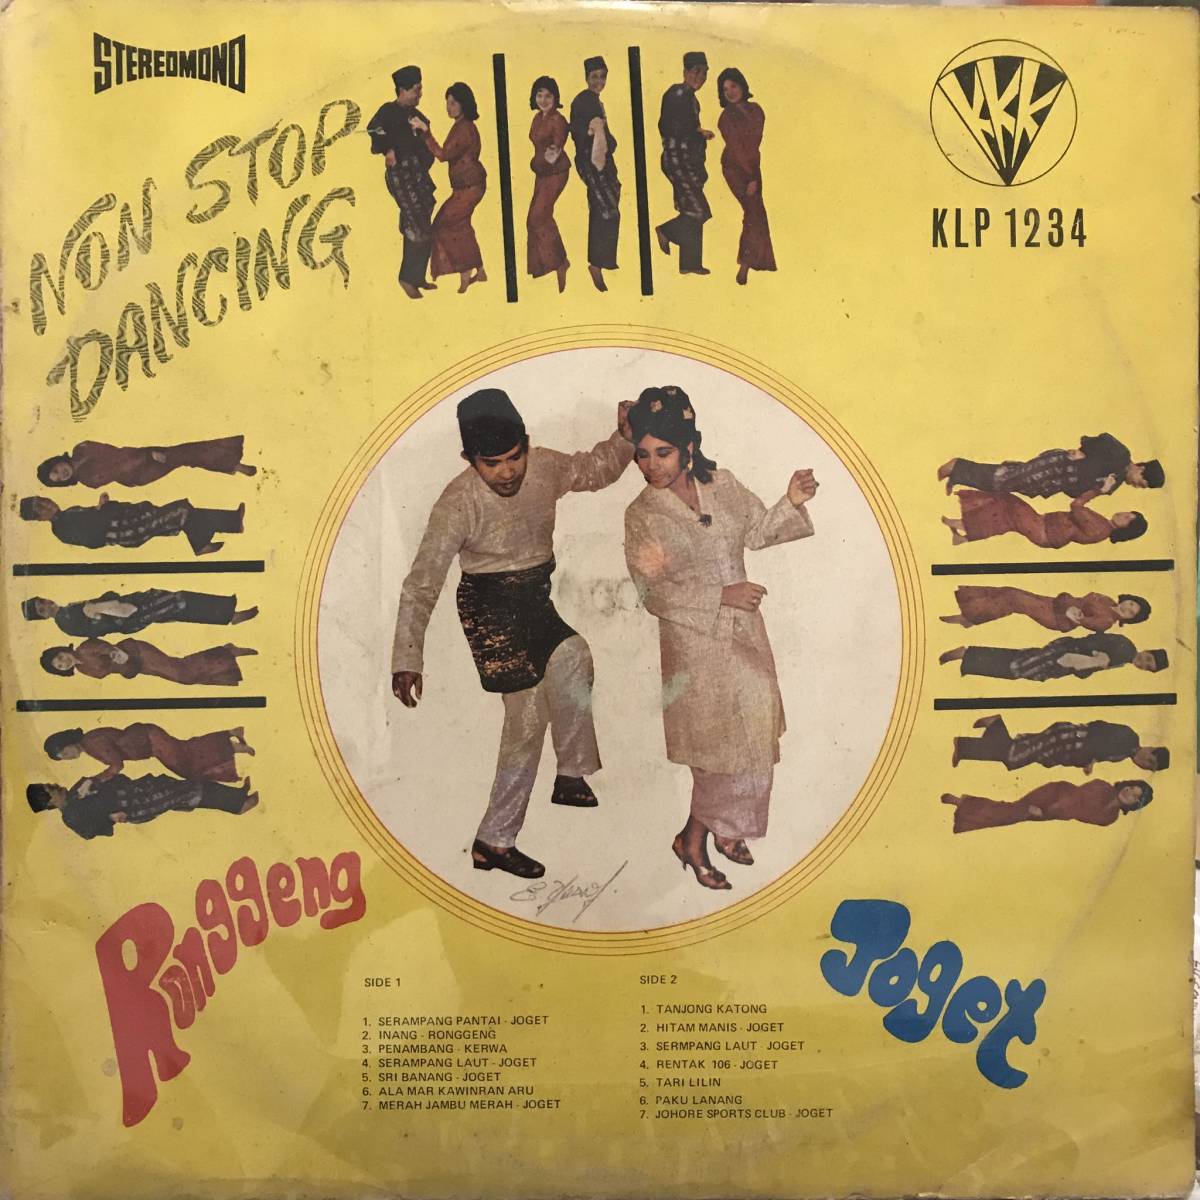 STEREOMONO
NON STOP
DANCING
KKK
KLP 1234
Ronggeng
Joget
SIDE 1
1. SERAMPANG PANTAI - JOGET
2. INANG - RONGGENG
3. PENAMBANG - KERWA
4. SERAMPANG LAUT - JOGET
5. SRI BANANG - JOGET
6. ALA MAR KAWINRAN ARU
7. MERAH JAMBU MERAH - JOGET
SIDE 2
1. TANJONG KATONG
2. HITAM MANIS - JOGET
3. SERMPANG LAUT - JOGET
4. RENTAK 106 - JOGET
5. TARI LILIN
6. PAKU LANANG
7. JOHORE SPORTS CLUB - JOGET